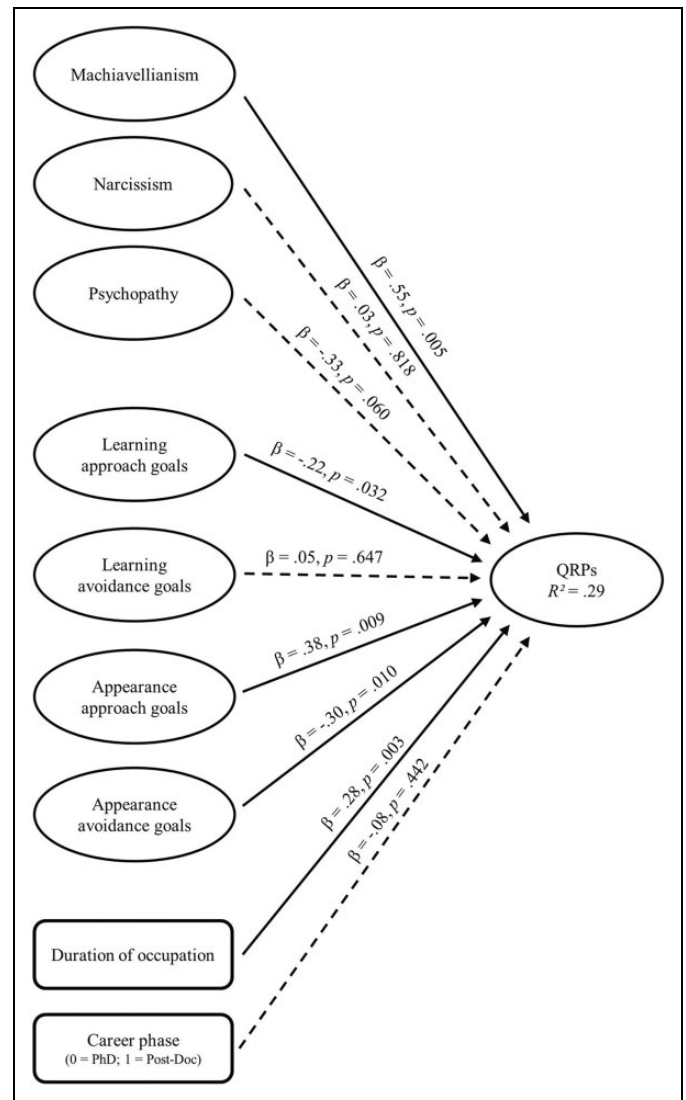 Machiavellianism
Narcissism
Psychopathy
Learning
approach goals
Learning
avoidance goals
Appearance
approach goals
Appearance
avoidance goals
Duration of occupation
Career phase
(0 = PhD; 1 = Post-Doc)
β = .55, p = .005
β = .03, p = .818
β = -.33, p = .060
β = -.22, p = .032
β = .05, p = .647
β = .38, p = .009
β = -.30, p = .010
β = .28, p = .003
β = -.08, p = .442
QRPs
R² = .29